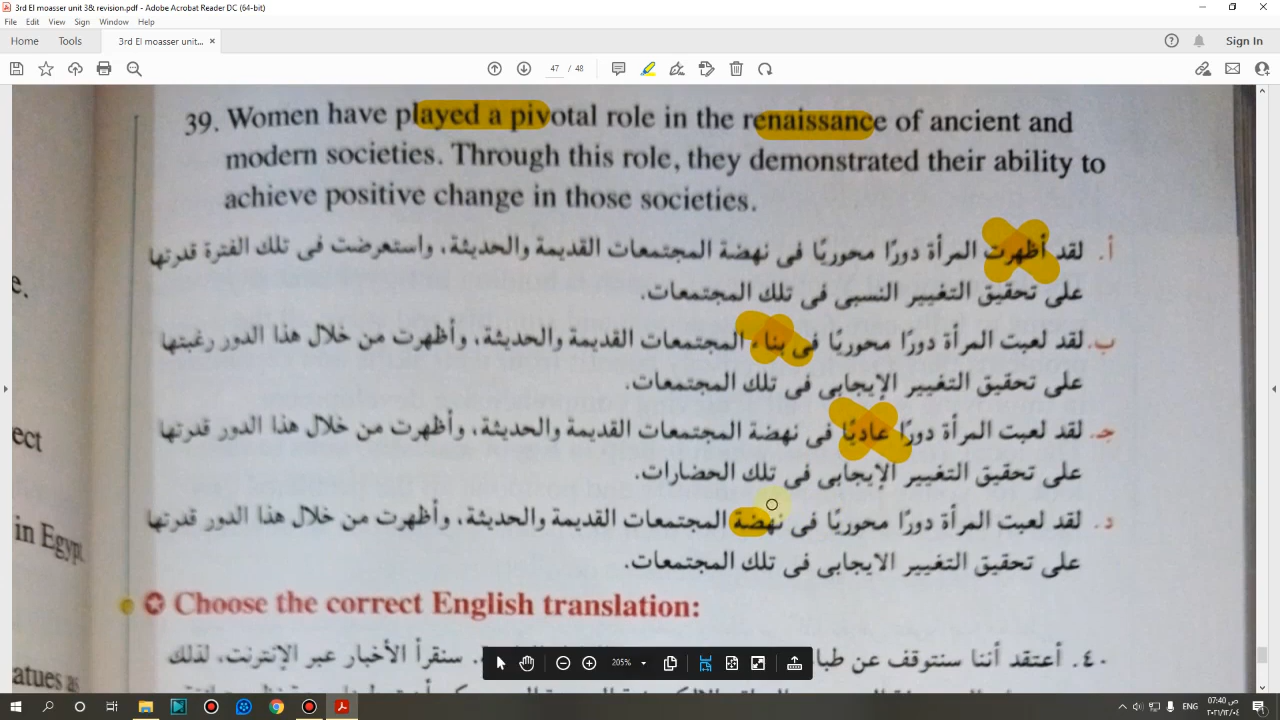 3rd El moasser unit 3& revision.pdf - Adobe Acrobat Reader DC (64-bit)
File Edit View Sign Window Help
Home Tools 3rd El moasser unit... × Sign In
47 / 48
39. Women have played a pivotal role in the renaissance of ancient and
modern societies. Through this role, they demonstrated their ability to
achieve positive change in those societies.
أ. لقد أظهرت المرأة دورًا محوريًا فى نهضة المجتمعات القديمة والحديثة، واستعرضت فى تلك الفترة قدرتها
على تحقيق التغيير النسبى فى تلك المجتمعات.
ب. لقد لعبت المرأة دورًا محوريًا فى بناء المجتمعات القديمة والحديثة، وأظهرت من خلال هذا الدور رغبتها
على تحقيق التغيير الإيجابى فى تلك المجتمعات.
جـ. لقد لعبت المرأة دورًا عاديًا فى نهضة المجتمعات القديمة والحديثة، وأظهرت من خلال هذا الدور قدرتها
على تحقيق التغيير الإيجابى فى تلك الحضارات.
د. لقد لعبت المرأة دورًا محوريًا فى نهضة المجتمعات القديمة والحديثة، وأظهرت من خلال هذا الدور قدرتها
على تحقيق التغيير الايجابى فى تلك المجتمعات.
Choose the correct English translation:
٤٠. أعتقد أننا سنتوقف عن سنقرأ الأخبار عبر الإنترنت، لذلك
e.
ect
in Egypt
atues as
205%
ENG
07:40 ص
٢٠٢١/١٢/٠٤